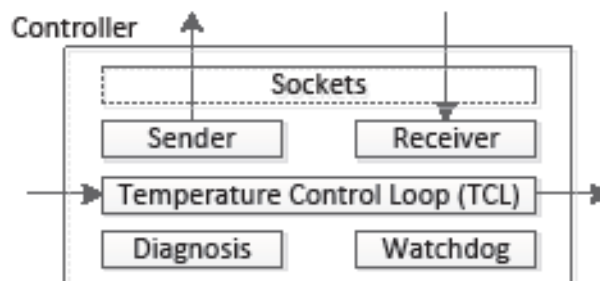 Controller
Sockets
Sender Receiver
Temperature Control Loop (TCL)
Diagnosis Watchdog